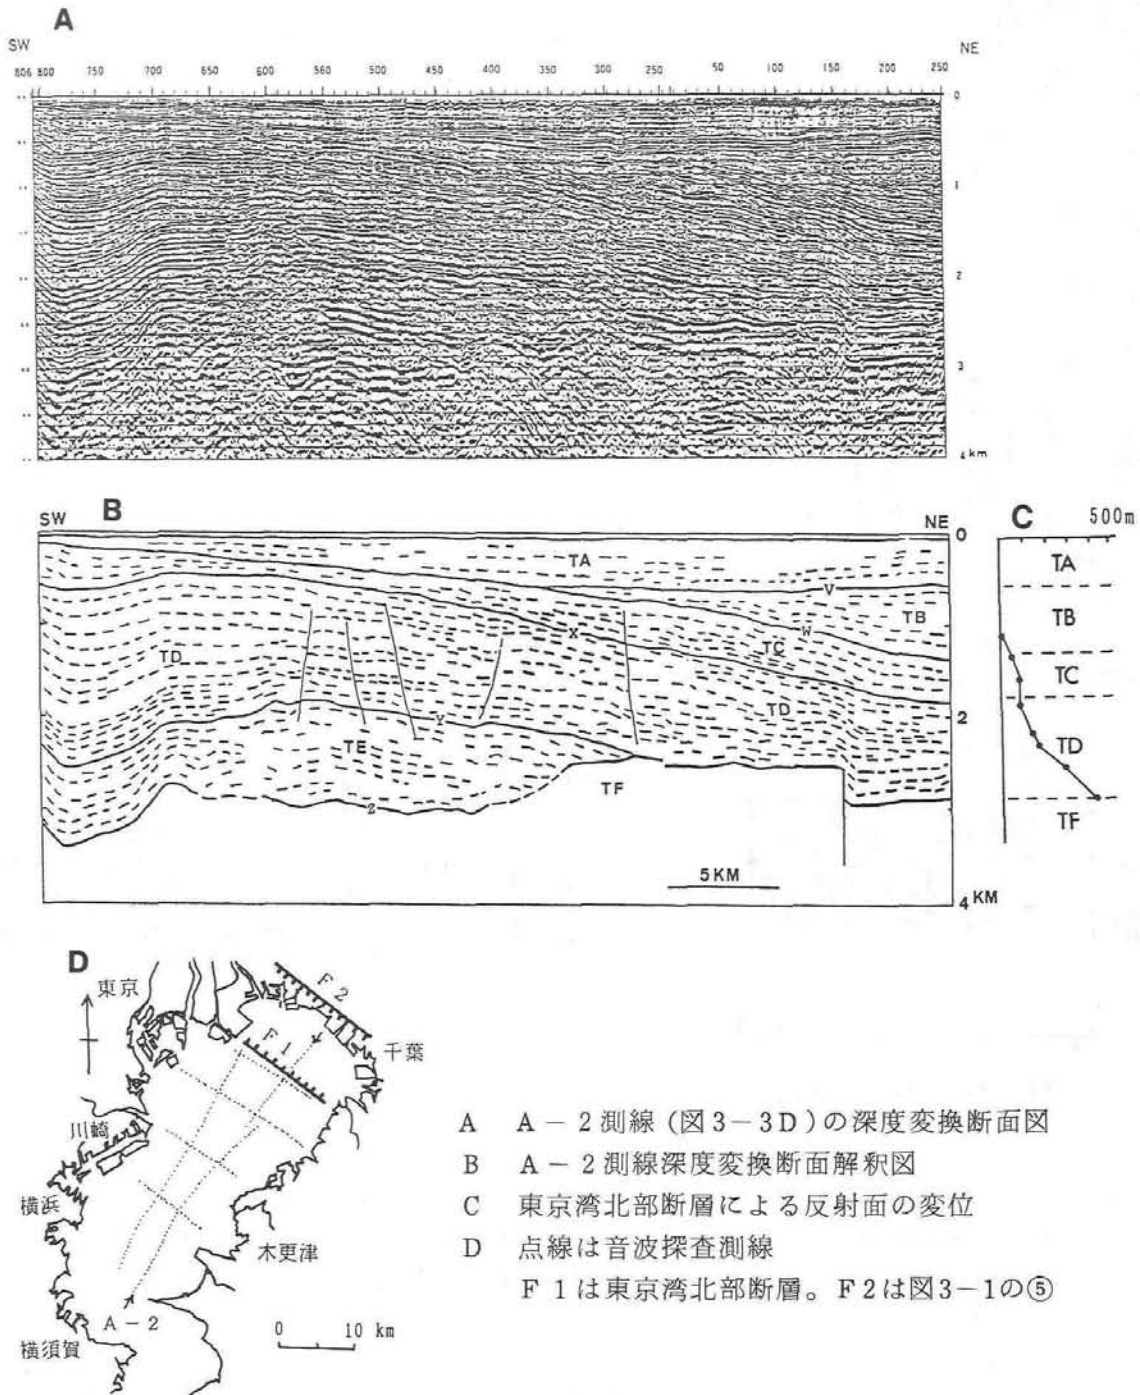 A
SW
NE
806 800 750 700 650 600 560 500 450 400 350 300 250 50 100 150 200 250
0
1
2
3
4 km
SW B NE C 500m
0
TA
V
TB
W
X
TC
TD
TD
Y
2
TE
TF
Z
5KM
4 KM
TA
TB
TC
TD
TF
D
東京
F 2
F 1
千葉
川崎
横浜
木更津
A-2
横須賀
0 10 km
A A-2測線(図3-3D)の深度変換断面図
B A-2測線深度変換断面解釈図
C 東京湾北部断層による反射面の変位
D 点線は音波探査測線
F 1は東京湾北部断層。F 2は図3-1の⑤